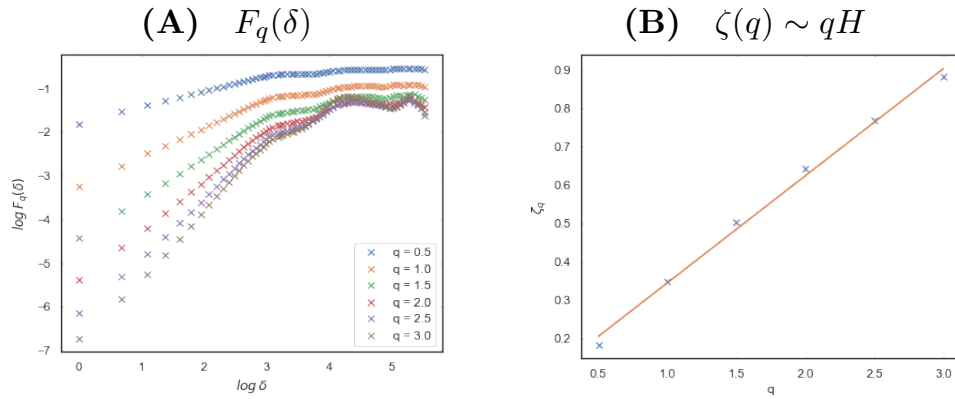 (A) F_q(δ)
−1
−2
−3
−4
−5
−6
−7
log F_q(δ)
0 1 2 3 4 5
log δ
q = 0.5
q = 1.0
q = 1.5
q = 2.0
q = 2.5
q = 3.0
(B) ζ(q) ∼ qH
0.9
0.8
0.7
0.6
0.5
0.4
0.3
0.2
ζ_q
0.5 1.0 1.5 2.0 2.5 3.0
q